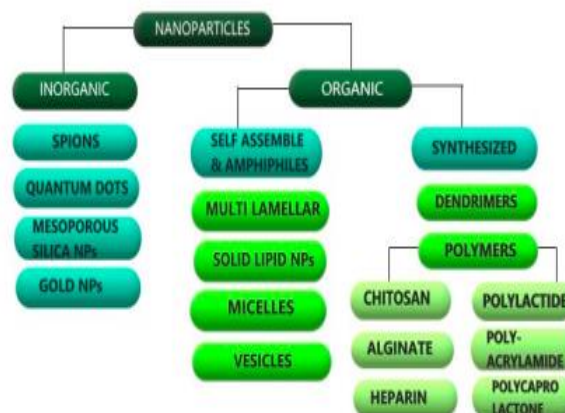 NANOPARTICLES
INORGANIC
SPIONS
QUANTUM DOTS
MESOPOROUS
SILICA NPs
GOLD NPs
ORGANIC
SELF ASSEMBLE
& AMPHIPHILES
MULTI LAMELLAR
SOLID LIPID NPs
MICELLES
VESICLES
SYNTHESIZED
DENDRIMERS
POLYMERS
CHITOSAN
ALGINATE
HEPARIN
POLYLACTIDE
POLY-
ACRYLAMIDE
POLYCAPRO
LACTONE